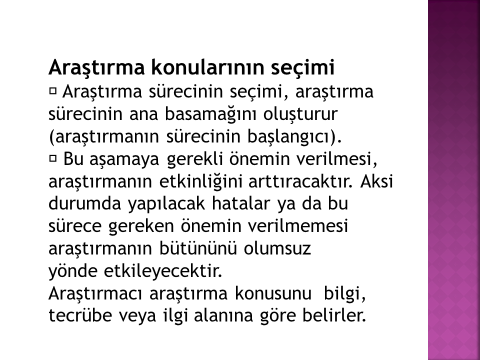 Araştırma konularının seçimi
▯ Araştırma sürecinin seçimi, araştırma
sürecinin ana basamağını oluşturur
(araştırmanın sürecinin başlangıcı).
▯ Bu aşamaya gerekli önemin verilmesi,
araştırmanın etkinliğini arttıracaktır. Aksi
durumda yapılacak hatalar ya da bu
sürece gereken önemin verilmemesi
araştırmanın bütününü olumsuz
yönde etkileyecektir.
Araştırmacı araştırma konusunu  bilgi,
tecrübe veya ilgi alanına göre belirler.